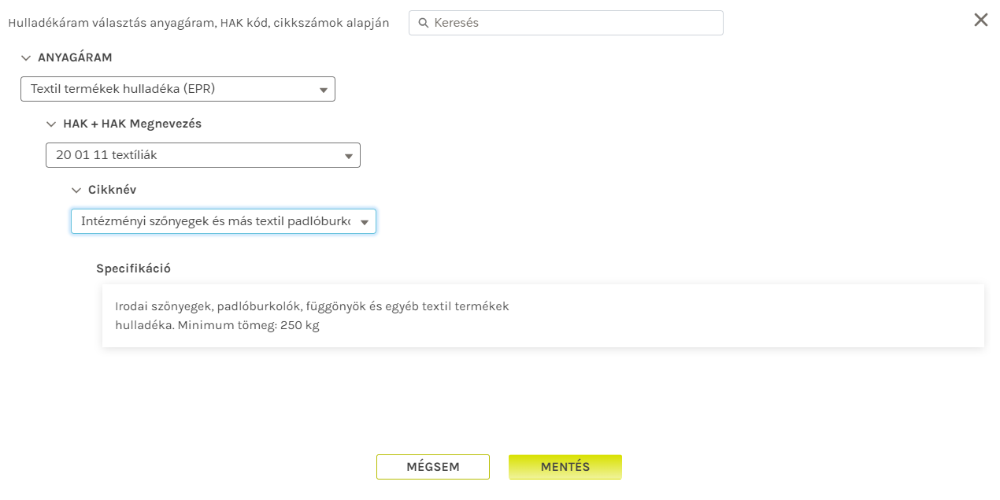 Hulladékáram választás anyagáram, HAK kód, cikkszámok alapján
Keresés
ANYAGÁRAM
Textil termékek hulladéka (EPR)
HAK + HAK Megnevezés
20 01 11 textíliák
Cikknév
Intézményi szőnyegek és más textil
Specifikáció
Irodai szőnyegek, padlóburkolók, függönyök és egyéb textil termékek
hulladéka. Minimum tömeg: 250 kg
MÉGSEM
MENTÉS